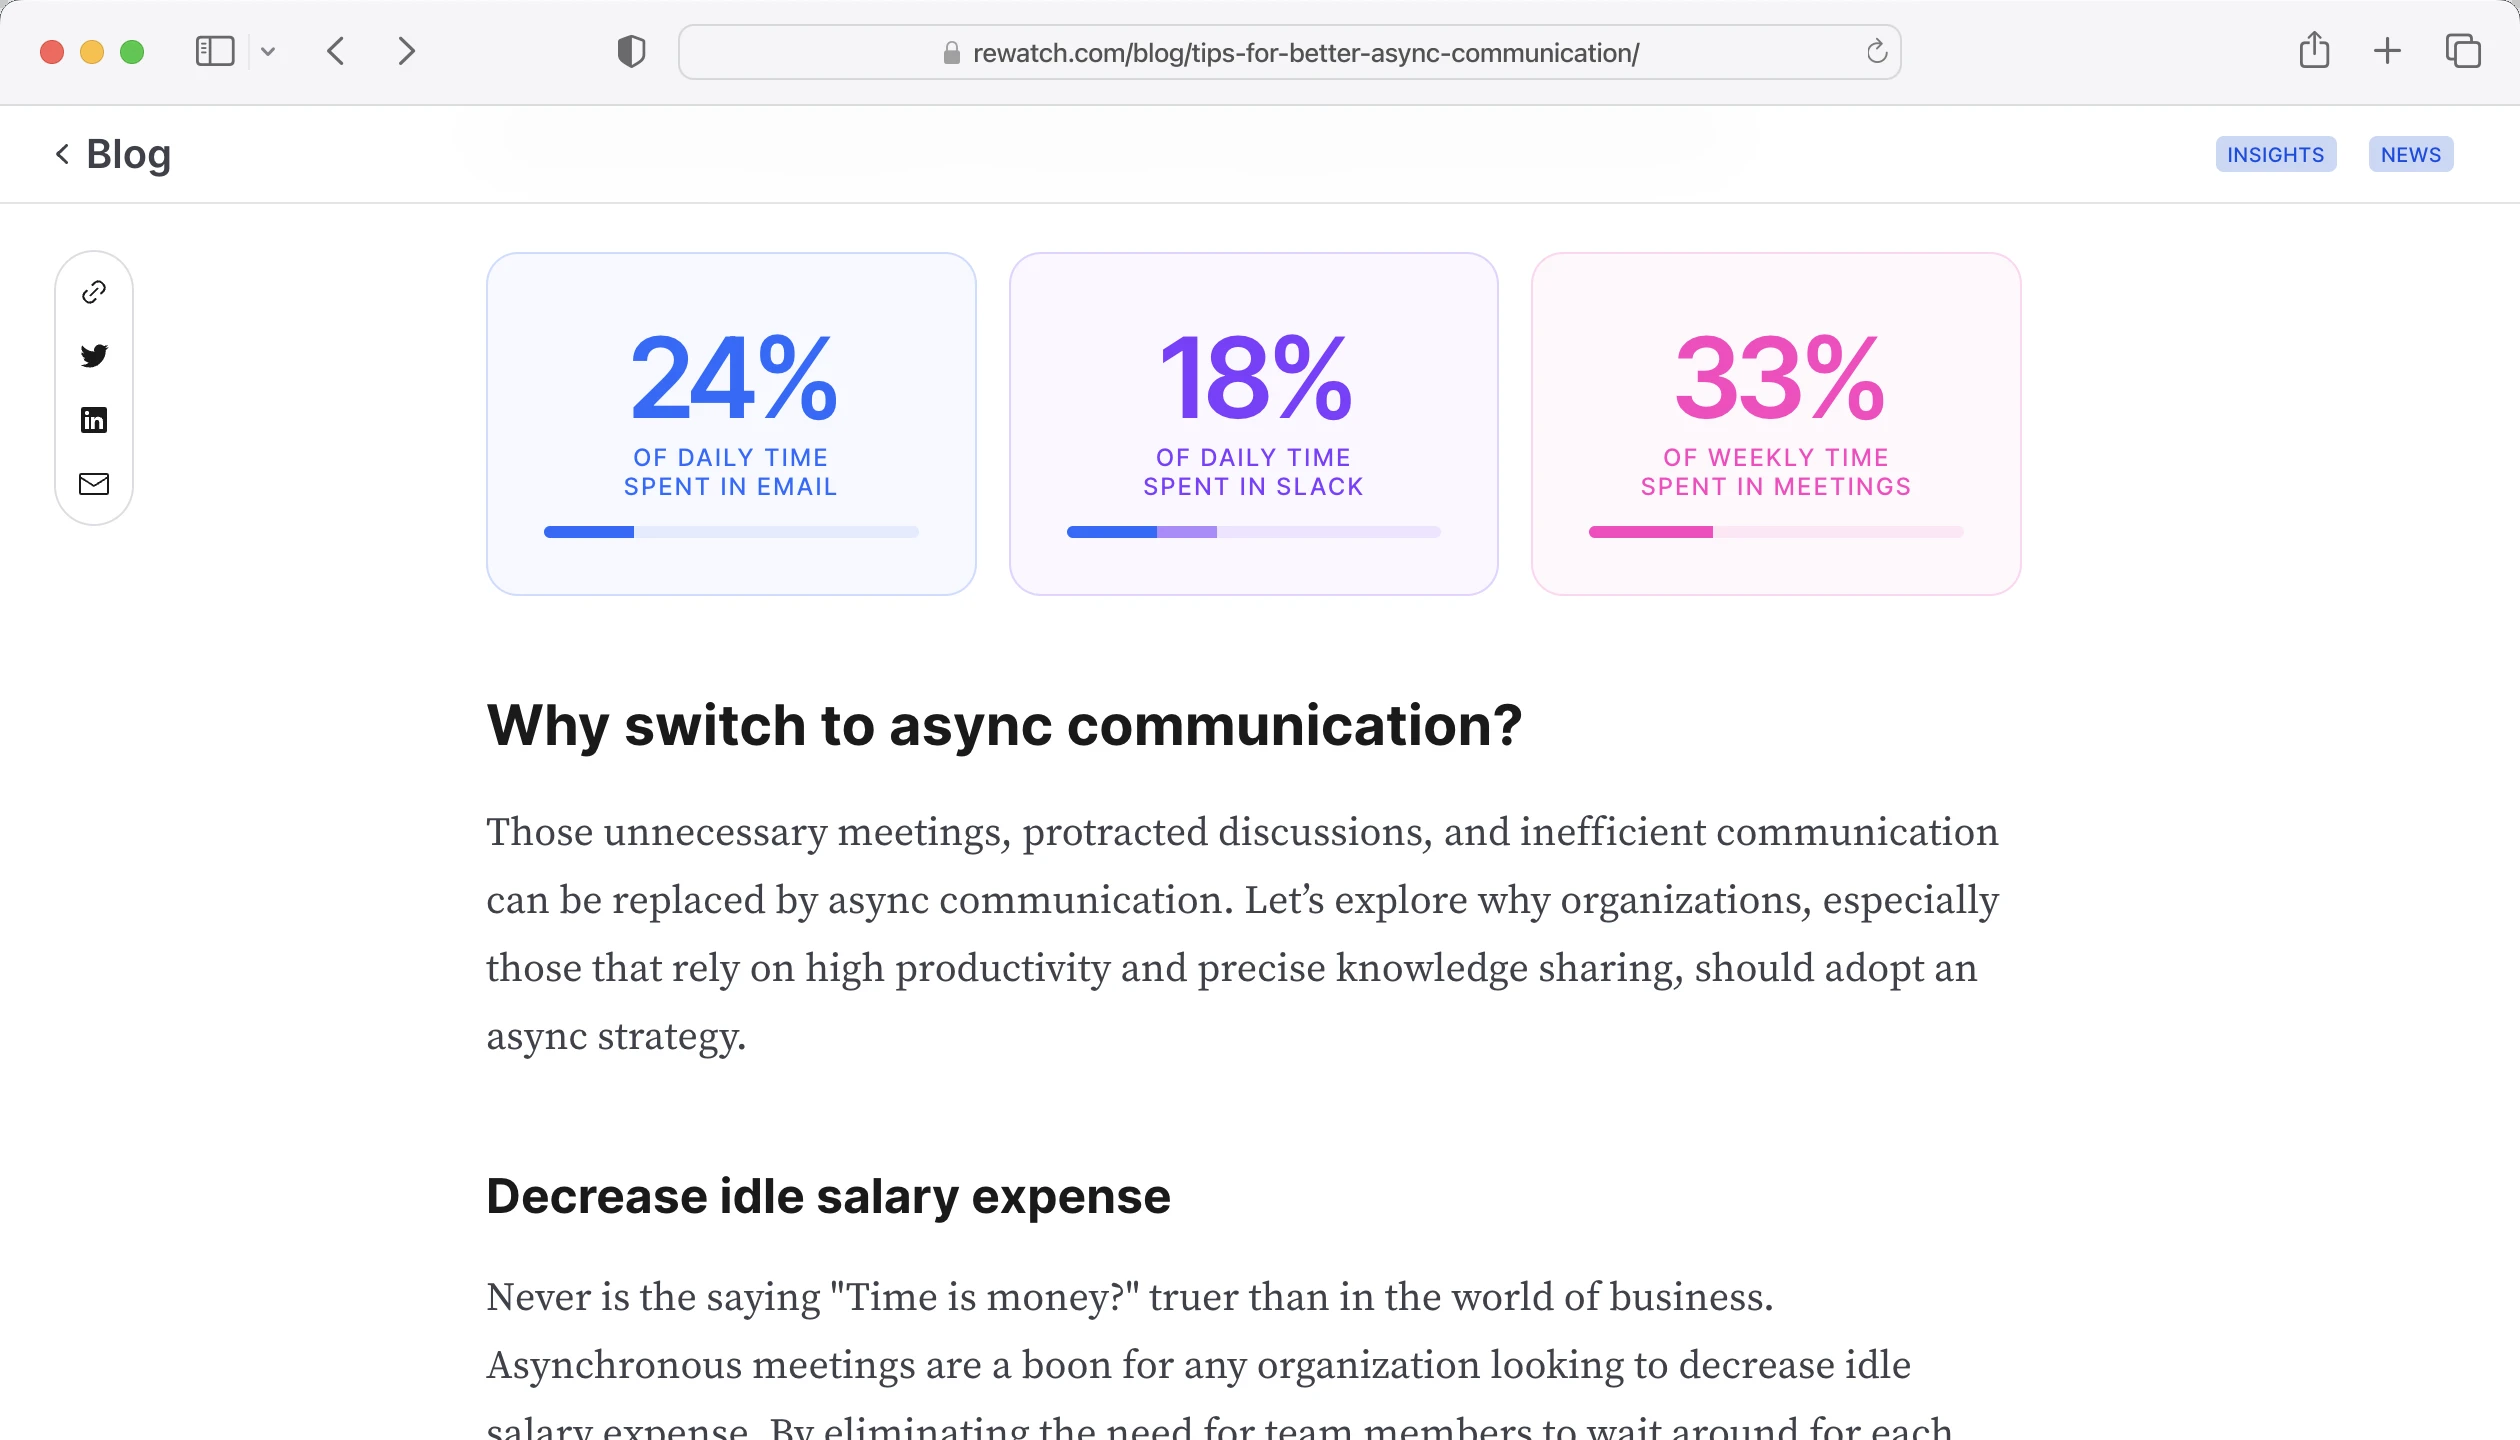 rewatch.com/blog/tips-for-better-async-communication/
Blog
INSIGHTS
NEWS
24%
OF DAILY TIME
SPENT IN EMAIL
18%
OF DAILY TIME
SPENT IN SLACK
33%
OF WEEKLY TIME
SPENT IN MEETINGS
Why switch to async communication?
Those unnecessary meetings, protracted discussions, and inefficient communication
can be replaced by async communication. Let’s explore why organizations, especially
those that rely on high productivity and precise knowledge sharing, should adopt an
async strategy.
Decrease idle salary expense
Never is the saying "Time is money?" truer than in the world of business.
Asynchronous meetings are a boon for any organization looking to decrease idle
salary expense. By eliminating the need for team members to wait around for each